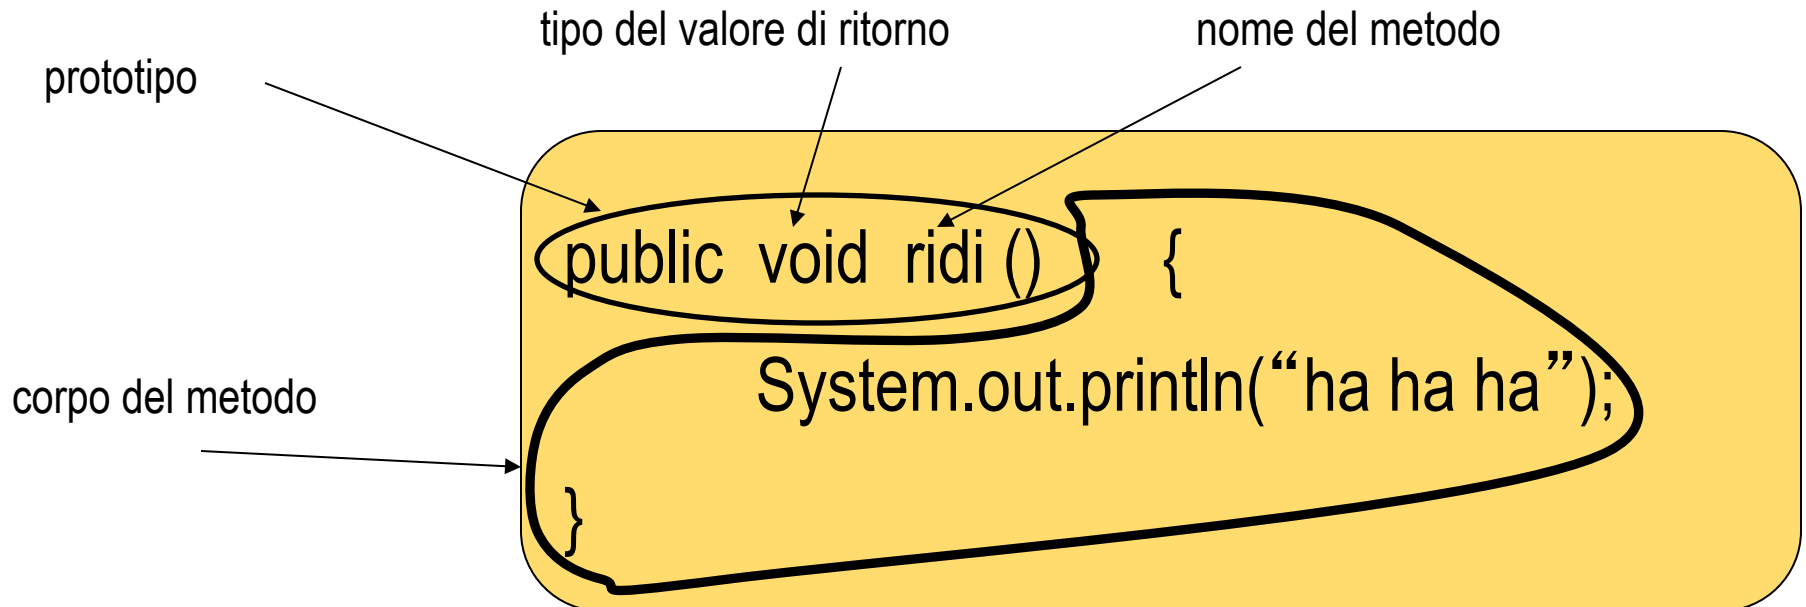 tipo del valore di ritorno
nome del metodo
prototipo
public void ridi () {
System.out.println(“ha ha ha”);
corpo del metodo
}